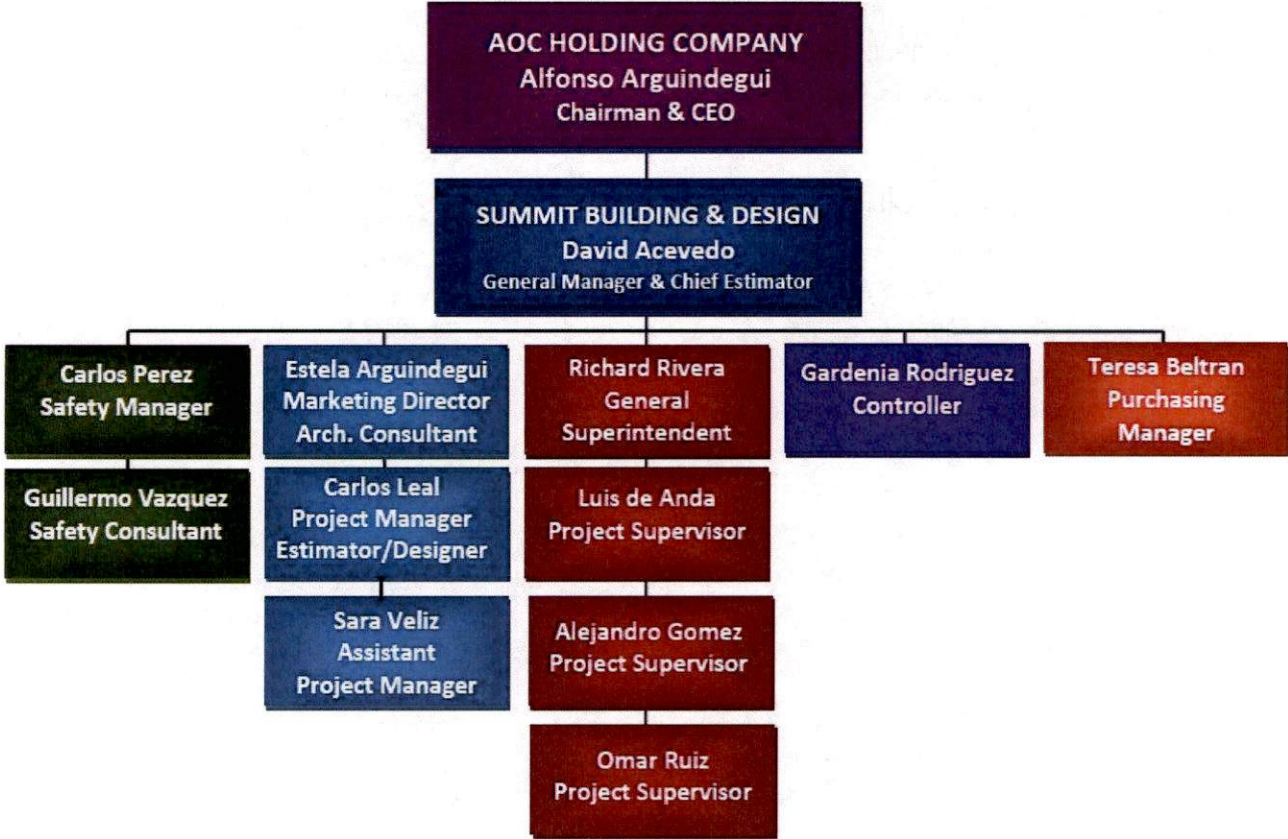 AOC HOLDING COMPANY
Alfonso Arguindegui
Chairman & CEO
SUMMIT BUILDING & DESIGN
David Acevedo
General Manager & Chief Estimator
Carlos Perez
Safety Manager
Guillermo Vazquez
Safety Consultant
Estela Arguindegui
Marketing Director
Arch. Consultant
Carlos Leal
Project Manager
Estimator/Designer
Sara Veliz
Assistant
Project Manager
Richard Rivera
General
Superintendent
Luis de Anda
Project Supervisor
Alejandro Gomez
Project Supervisor
Omar Ruiz
Project Supervisor
Gardenia Rodriguez
Controller
Teresa Beltran
Purchasing
Manager